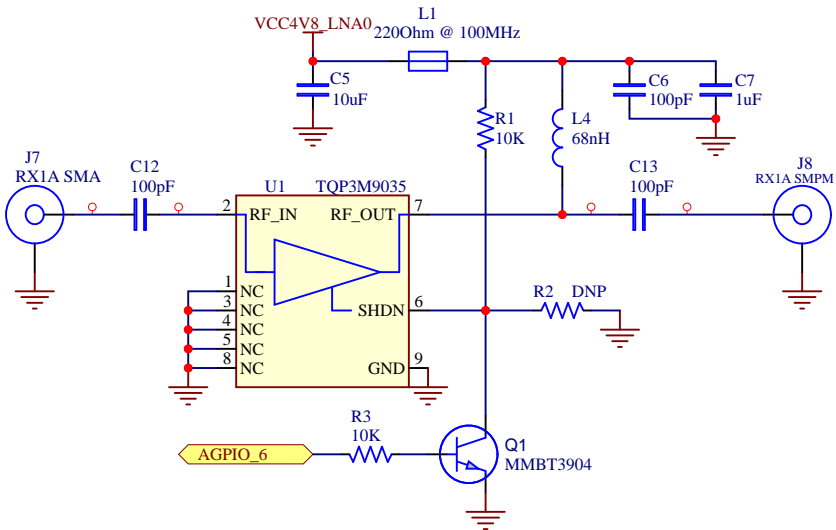 VCC4V8_LNA0
L1
220Ohm @ 100MHz
C5
10uF
C6
100pF
C7
1uF
R1
10K
L4
68nH
J7
RX1A SMA
C12
100pF
U1 TQP3M9035
C13
100pF
J8
RX1A SMPM
2 RF_IN RF_OUT 7
1 NC
3 NC
4 NC
5 NC
8 NC
SHDN 6
GND 9
R2 DNP
R3
10K
AGPIO_6
Q1
MMBT3904